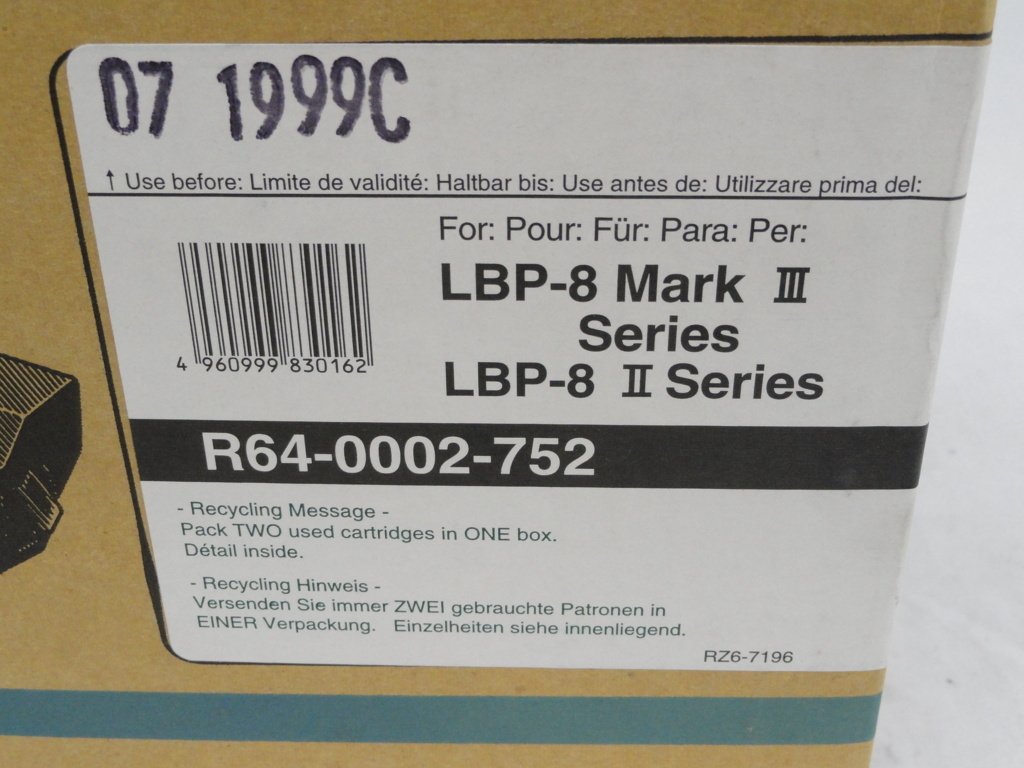 07 1999C
↑ Use before: Limite de validité: Haltbar bis: Use antes de: Utilizzare prima del:
For: Pour: Für: Para: Per:
LBP-8 Mark III
Series
LBP-8 II Series
4 960999 830162
R64-0002-752
- Recycling Message -
Pack TWO used cartridges in ONE box.
Détail inside.
- Recycling Hinweis -
Versenden Sie immer ZWEI gebrauchte Patronen in
EINER Verpackung. Einzelheiten siehe innenliegend.
RZ6-7196